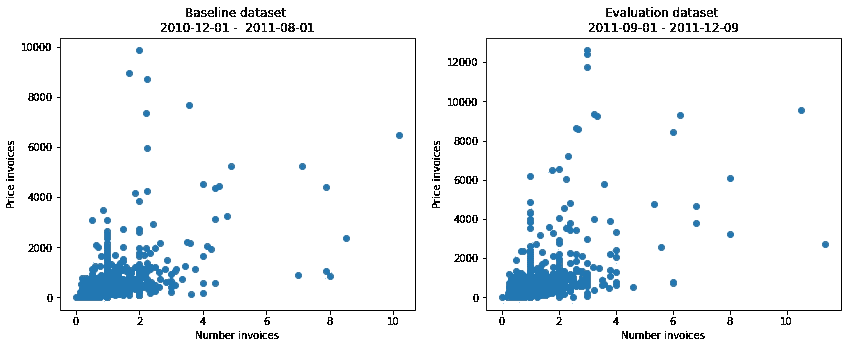 Baseline dataset
2010-12-01 - 2011-08-01
10000
8000
6000
4000
2000
0
Price invoices
0 2 4 6 8 10
Number invoices
Evaluation dataset
2011-09-01 - 2011-12-09
12000
10000
8000
6000
4000
2000
0
Price invoices
0 2 4 6 8 10
Number invoices